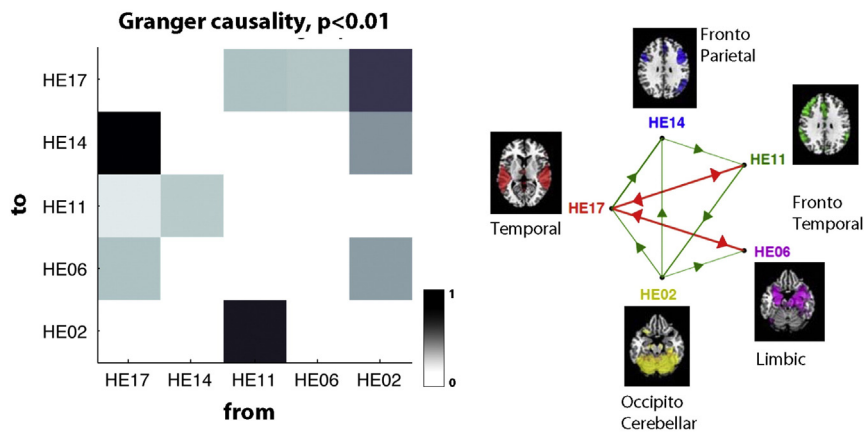 Granger causality, p<0.01
HE17
HE14
HE11
HE06
HE02
to
HE17 HE14 HE11 HE06 HE02
from
1
0
Fronto
Parietal
HE14
HE11
Fronto
Temporal
HE17
Temporal
HE06
Limbic
HE02
Occipito
Cerebellar